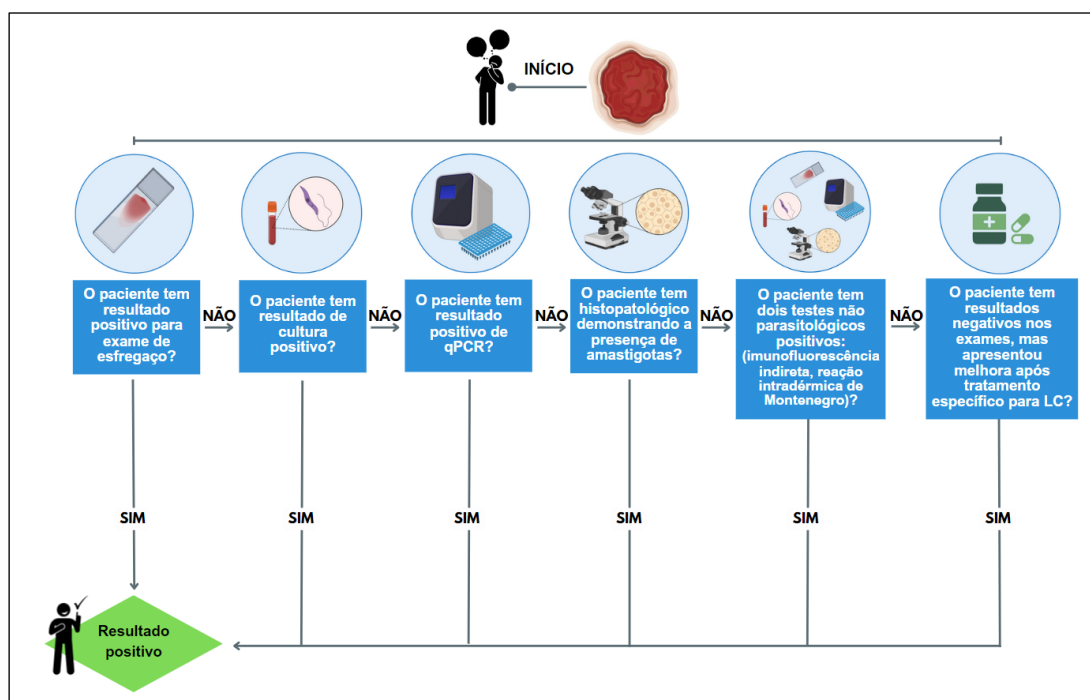 INÍCIO
O paciente tem
resultado
positivo para
exame de
esfregaço?
NÃO
O paciente tem
resultado de
cultura
positivo?
NÃO
O paciente tem
resultado
positivo de
qPCR?
NÃO
O paciente tem
histopatológico
demonstrando a
presença de
amastigotas?
NÃO
O paciente tem
dois testes não
parasitológicos
positivos:
(imunofluorescência
indireta, reação
intradérmica de
Montenegro)?
NÃO
O paciente tem
resultados
negativos nos
exames, mas
apresentou
melhora após
tratamento
específico para LC?
SIM
SIM
SIM
SIM
SIM
SIM
Resultado
positivo